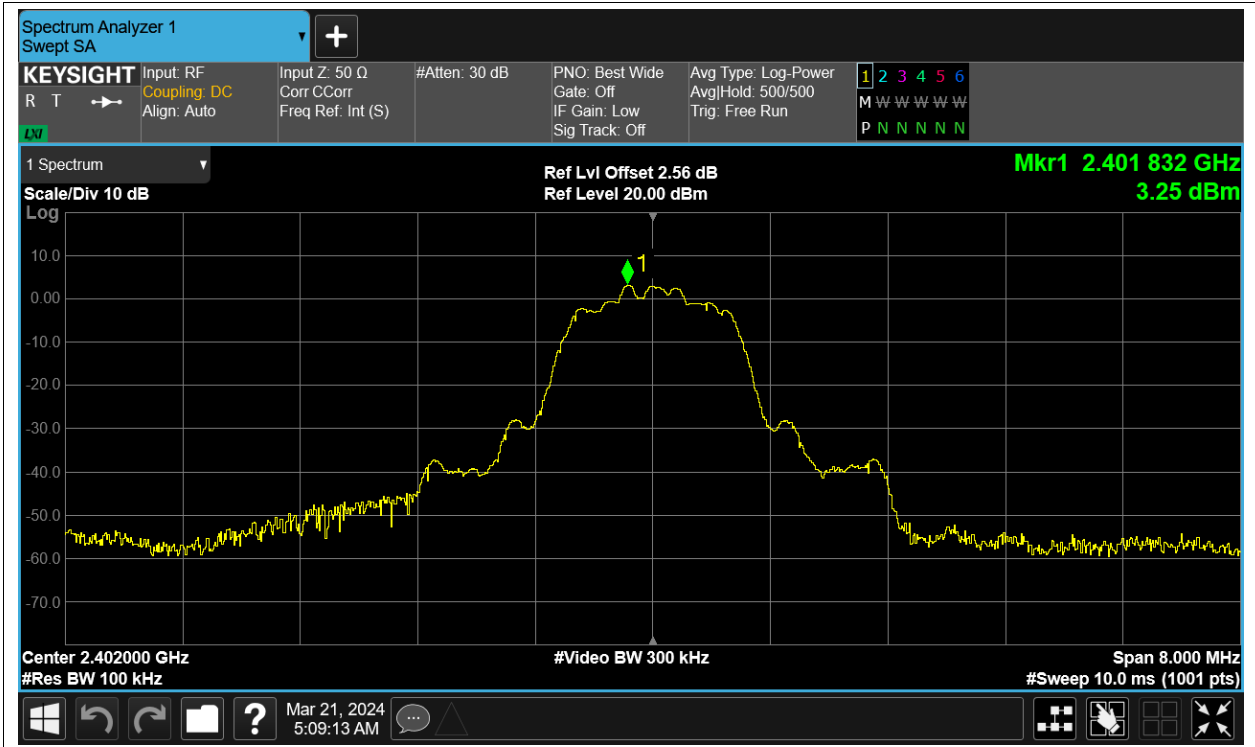 Spectrum Analyzer 1
Swept SA
+
KEYSIGHT
R T
LXI
Input: RF
Coupling: DC
Align: Auto
Input Z: 50 Ω
Corr CCorr
Freq Ref: Int (S)
#Atten: 30 dB
PNO: Best Wide
Gate: Off
IF Gain: Low
Sig Track: Off
Avg Type: Log-Power
Avg|Hold: 500/500
Trig: Free Run
1 2 3 4 5 6
M W W W W W
P N N N N N
1 Spectrum
Scale/Div 10 dB
Log
Ref Lvl Offset 2.56 dB
Ref Level 20.00 dBm
Mkr1 2.401 832 GHz
3.25 dBm
1
10.0
0.00
-10.0
-20.0
-30.0
-40.0
-50.0
-60.0
-70.0
Center 2.402000 GHz
#Res BW 100 kHz
#Video BW 300 kHz
Span 8.000 MHz
#Sweep 10.0 ms (1001 pts)
?
Mar 21, 2024
5:09:13 AM